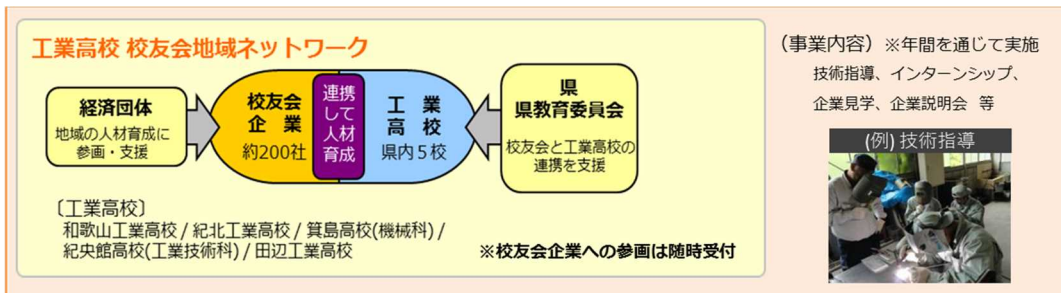 工業高校 校友会地域ネットワーク
経済団体
地域の人材育成に
参画・支援
校友会
企業
約200社
連携
して
人材
育成
工業
高校
県内5校
県
県教育委員会
校友会と工業高校の
連携を支援
〔工業高校〕
和歌山工業高校 / 紀北工業高校 / 箕島高校(機械科) /
紀央館高校(工業技術科) / 田辺工業高校
※校友会企業への参画は随時受付
（事業内容）※年間を通じて実施
技術指導、インターンシップ、
企業見学、企業説明会 等
(例) 技術指導